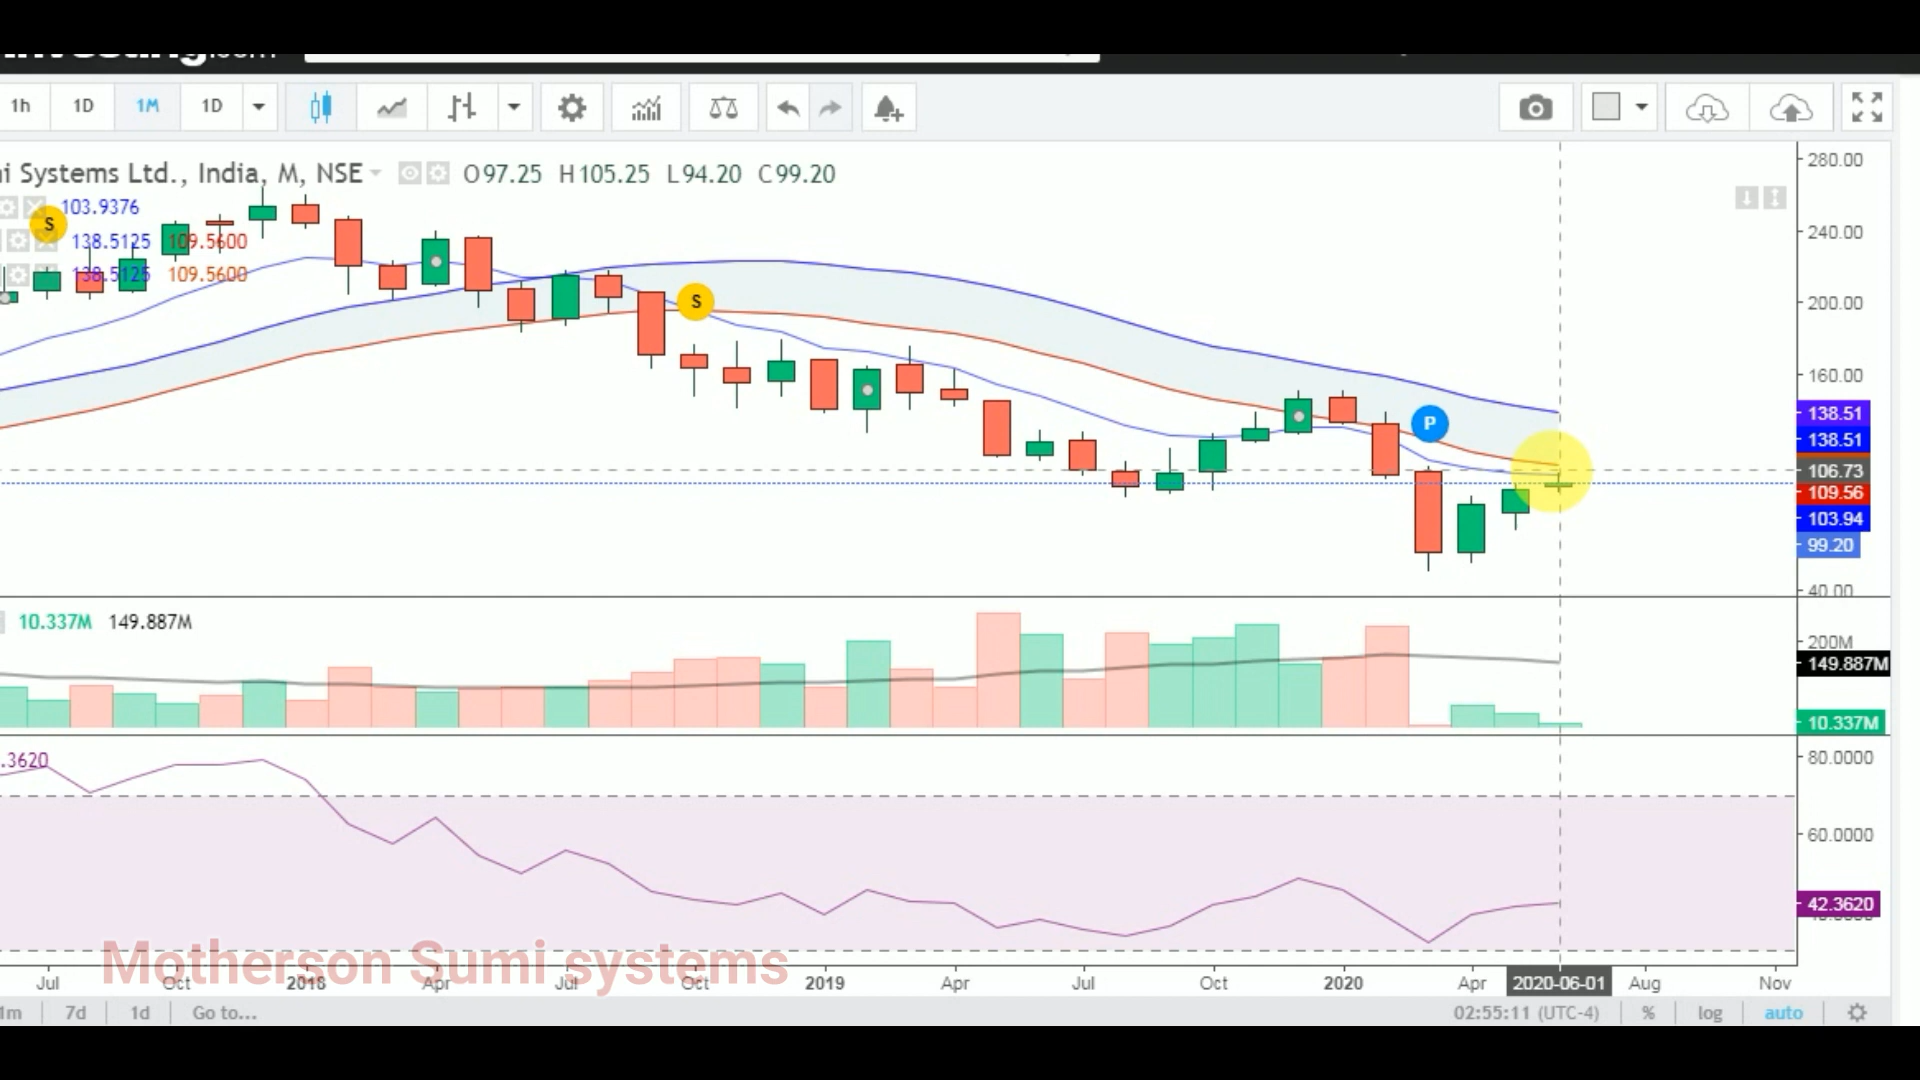 1h 1D 1M 1D
i Systems Ltd., India, M, NSE O97.25 H105.25 L94.20 C99.20
103.9376
S
138.5125 109.5600
138.5125 109.5600
S
P
280.00
240.00
200.00
160.00
138.51
138.51
106.73
109.56
103.94
99.20
40.00
10.337M 149.887M
200M
149.887M
10.337M
.3620
80.0000
60.0000
42.3620
Motherson Sumi systems
Jul Oct 2018 Apr Jul Oct 2019 Apr Jul Oct 2020 Apr 2020-06-01 Aug Nov
1m 7d 1d Go to... 02:55:11 (UTC-4) % log auto